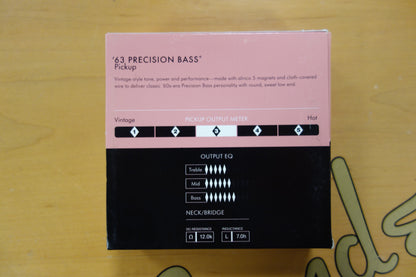 '63 PRECISION BASS®
Pickup
Vintage-style tone, power and performance—made with alnico 5 magnets and cloth-covered
wire to deliver classic '60s-era Precision Bass personality with round, sweet low end.
Vintage PICKUP OUTPUT METER Hot
1 2 3 4 5
OUTPUT EQ
Treble
Mid
Bass
NECK/BRIDGE
DC RESISTANCE INDUCTANCE
Ω 12.0k L 7.0h